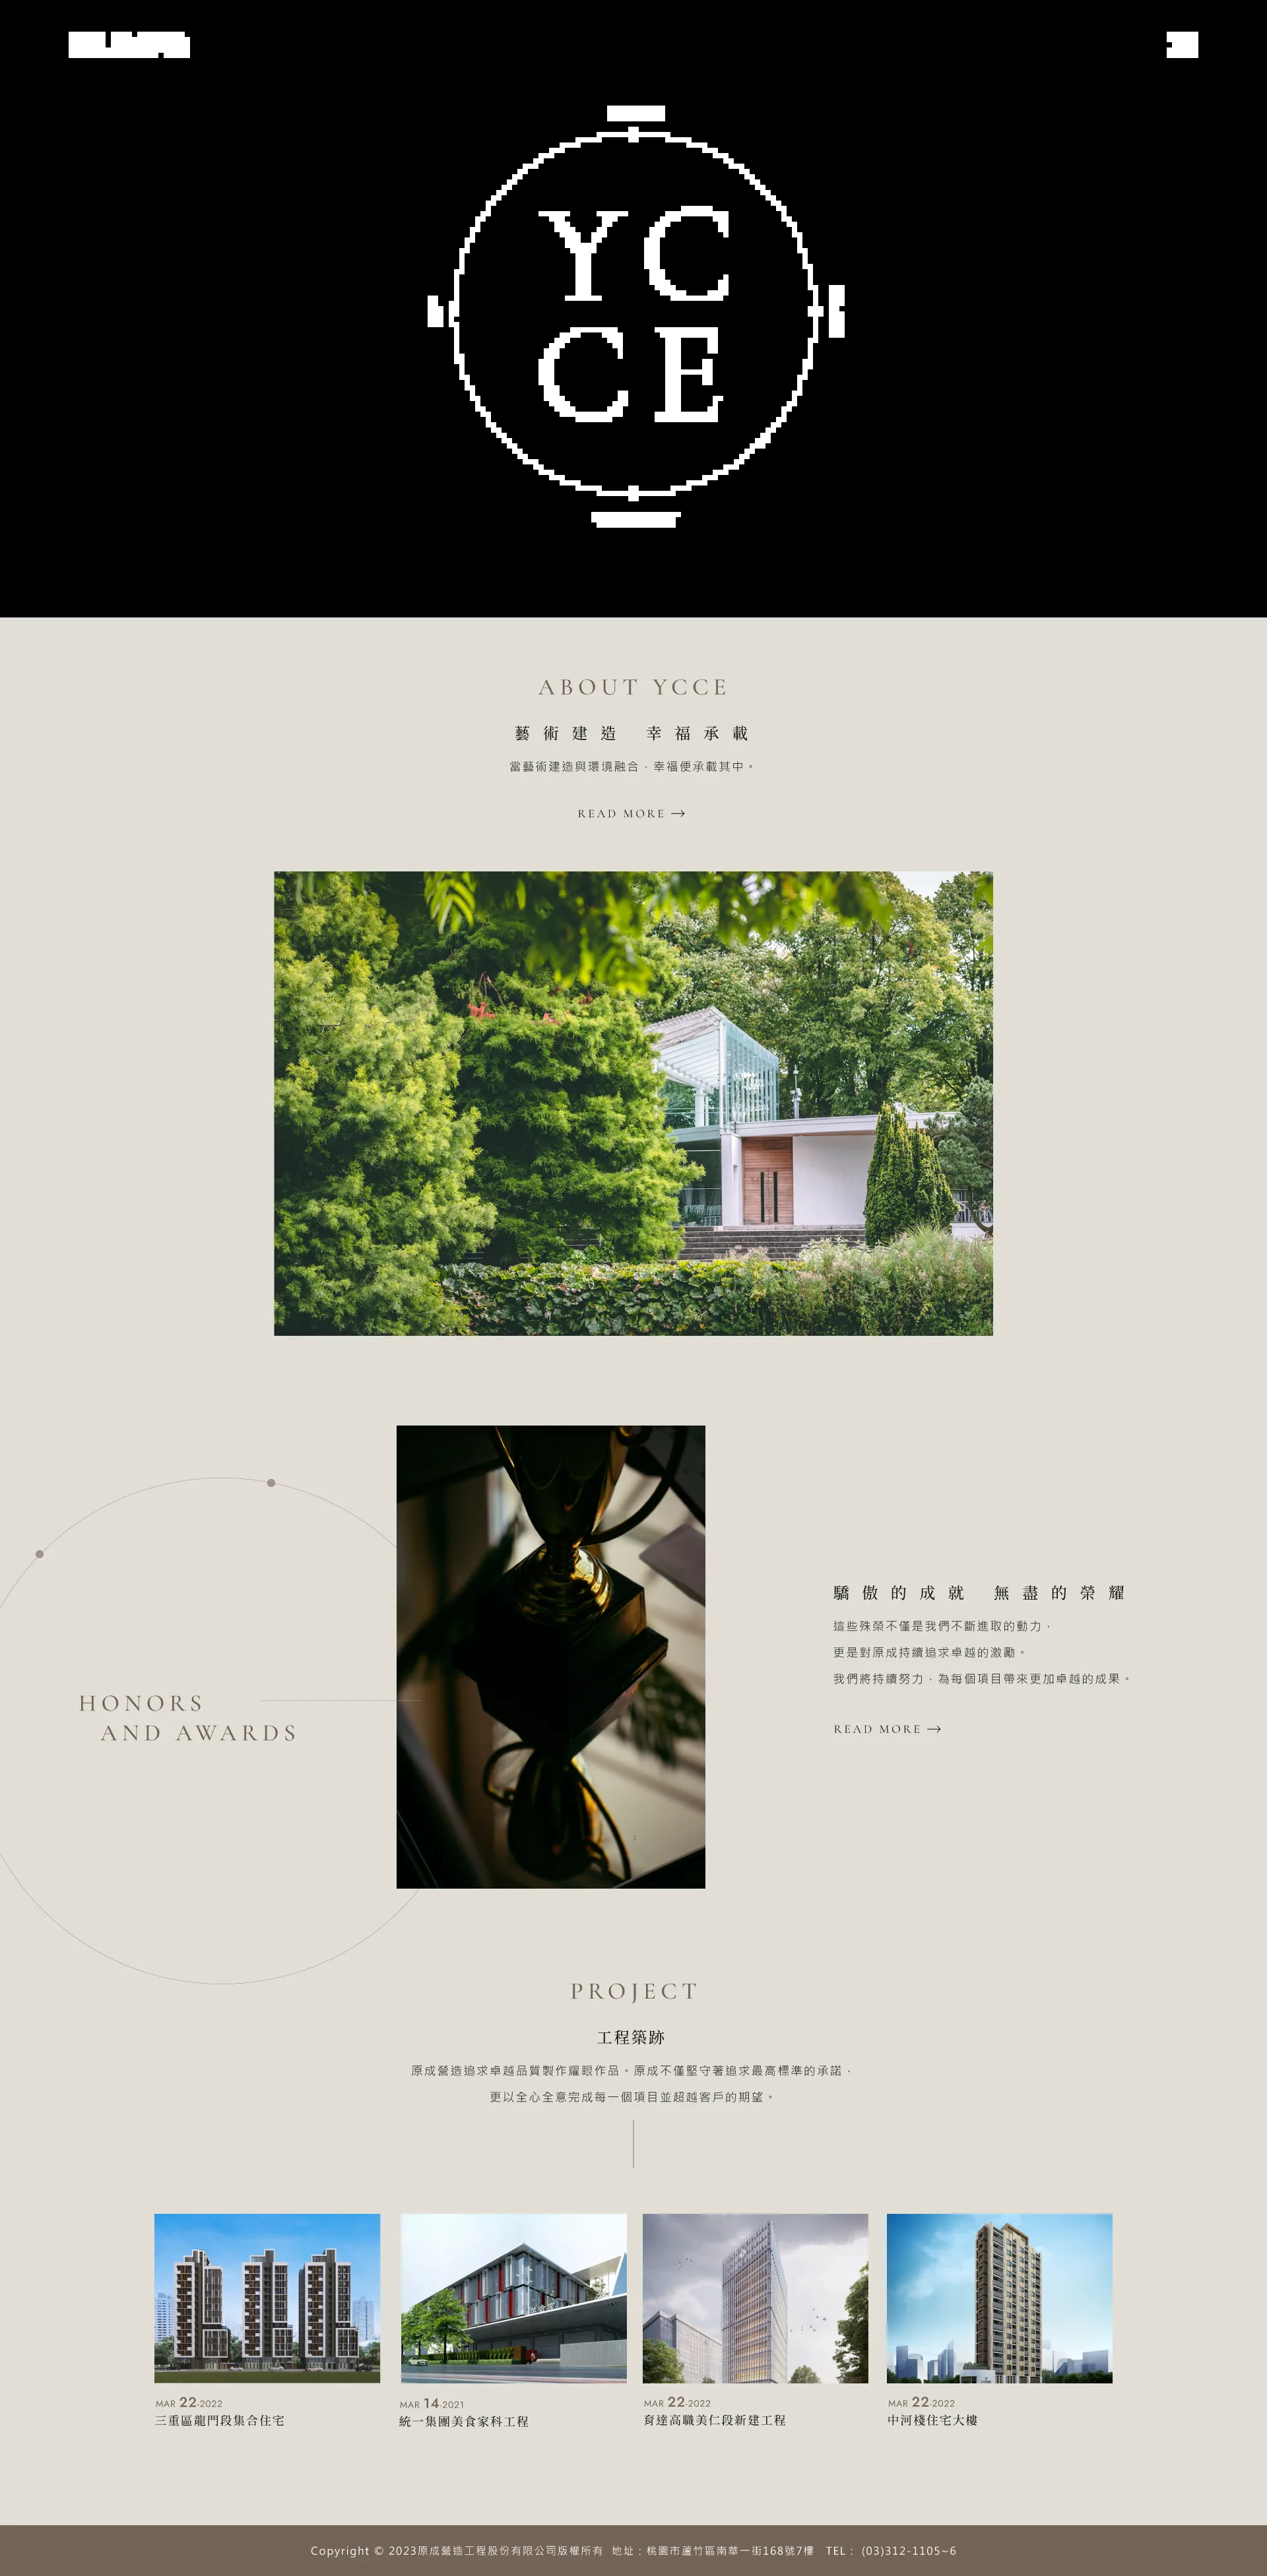 YC
CE
ABOUT YCCE
藝術建造 幸福承載
當藝術建造與環境融合，幸福便承載其中。
READ MORE →
HONORS
AND AWARDS
驕傲的成就 無盡的榮耀
這些殊榮不僅是我們不斷進取的動力，
更是對原成持續追求卓越的激勵。
我們將持續努力，為每個項目帶來更加卓越的成果。
READ MORE →
PROJECT
工程築跡
原成營造追求卓越品質製作耀眼作品。原成不僅堅守著追求最高標準的承諾，
更以全心全意完成每一個項目並超越客戶的期望。
MAR 22·2022
三重區龍門段集合住宅
MAR 14·2021
統一集團美食家科工程
MAR 22·2022
育達高職美仁段新建工程
MAR 22·2022
中河棧住宅大樓
Copyright © 2023原成營造工程股份有限公司版權所有 地址：桃園市蘆竹區南華一街168號7樓 TEL： (03)312-1105~6